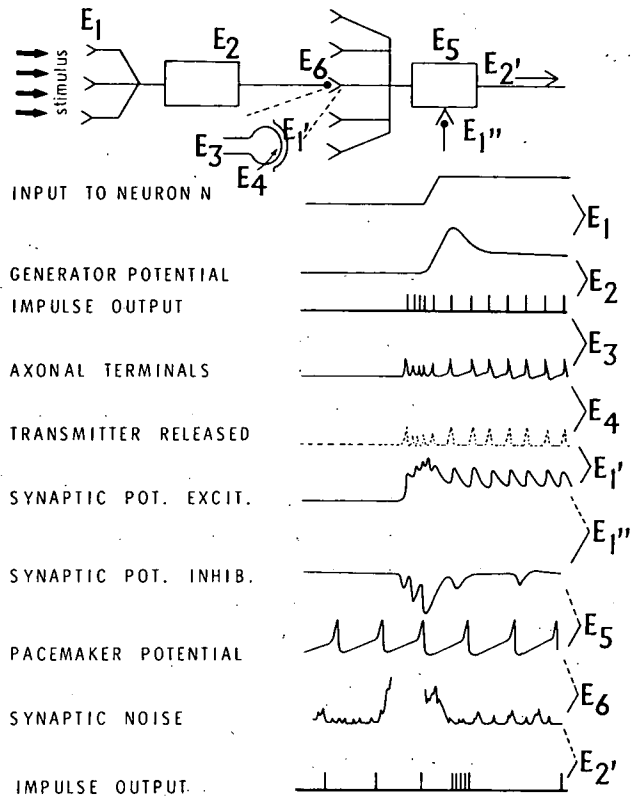 E1 E2 E6 E5 E2'
stimulus
E3 E4 E1' E1''
INPUT TO NEURON N
E1
GENERATOR POTENTIAL
E2
IMPULSE OUTPUT
E3
AXONAL TERMINALS
E4
TRANSMITTER RELEASED
E1'
SYNAPTIC POT. EXCIT.
E1''
SYNAPTIC POT. INHIB.
E5
PACEMAKER POTENTIAL
E6
SYNAPTIC NOISE
E2'
IMPULSE OUTPUT